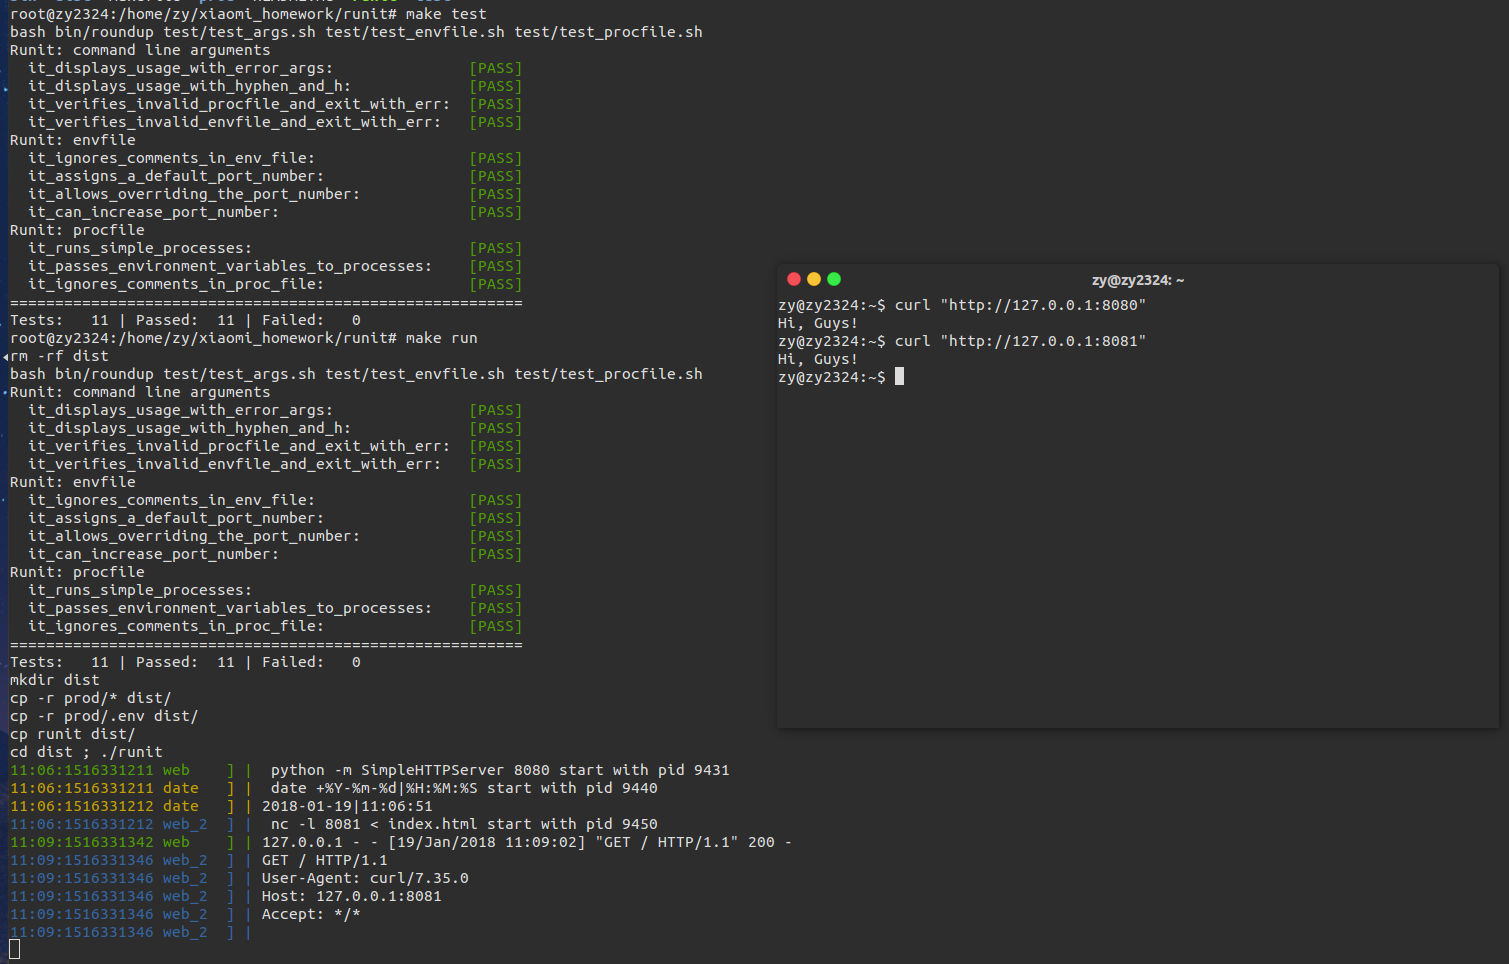 root@zy2324:/home/zy/xiaomi_homework/runit# make test
bash bin/roundup test/test_args.sh test/test_envfile.sh test/test_procfile.sh
Runit: command line arguments
  it_displays_usage_with_error_args:               [PASS]
  it_displays_usage_with_hyphen_and_h:             [PASS]
  it_verifies_invalid_procfile_and_exit_with_err:  [PASS]
  it_verifies_invalid_envfile_and_exit_with_err:   [PASS]
Runit: envfile
  it_ignores_comments_in_env_file:                 [PASS]
  it_assigns_a_default_port_number:                [PASS]
  it_allows_overriding_the_port_number:            [PASS]
  it_can_increase_port_number:                     [PASS]
Runit: procfile
  it_runs_simple_processes:                        [PASS]
  it_passes_environment_variables_to_processes:    [PASS]
  it_ignores_comments_in_proc_file:                [PASS]
=========================================================
Tests:   11 | Passed:  11 | Failed:   0
root@zy2324:/home/zy/xiaomi_homework/runit# make run
rm -rf dist
bash bin/roundup test/test_args.sh test/test_envfile.sh test/test_procfile.sh
Runit: command line arguments
  it_displays_usage_with_error_args:               [PASS]
  it_displays_usage_with_hyphen_and_h:             [PASS]
  it_verifies_invalid_procfile_and_exit_with_err:  [PASS]
  it_verifies_invalid_envfile_and_exit_with_err:   [PASS]
Runit: envfile
  it_ignores_comments_in_env_file:                 [PASS]
  it_assigns_a_default_port_number:                [PASS]
  it_allows_overriding_the_port_number:            [PASS]
  it_can_increase_port_number:                     [PASS]
Runit: procfile
  it_runs_simple_processes:                        [PASS]
  it_passes_environment_variables_to_processes:    [PASS]
  it_ignores_comments_in_proc_file:                [PASS]
=========================================================
Tests:   11 | Passed:  11 | Failed:   0
mkdir dist
cp -r prod/* dist/
cp -r prod/.env dist/
cp runit dist/
cd dist ; ./runit
11:06:1516331211 web    ] |  python -m SimpleHTTPServer 8080 start with pid 9431
11:06:1516331211 date   ] |  date +%Y-%m-%d|%H:%M:%S start with pid 9440
11:06:1516331212 date   ] | 2018-01-19|11:06:51
11:06:1516331212 web_2  ] |  nc -l 8081 < index.html start with pid 9450
11:09:1516331342 web    ] | 127.0.0.1 - - [19/Jan/2018 11:09:02] "GET / HTTP/1.1" 200 -
11:09:1516331346 web_2  ] | GET / HTTP/1.1
11:09:1516331346 web_2  ] | User-Agent: curl/7.35.0
11:09:1516331346 web_2  ] | Host: 127.0.0.1:8081
11:09:1516331346 web_2  ] | Accept: */*
11:09:1516331346 web_2  ] |
zy@zy2324: ~
zy@zy2324:~$ curl "http://127.0.0.1:8080"
Hi, Guys!
zy@zy2324:~$ curl "http://127.0.0.1:8081"
Hi, Guys!
zy@zy2324:~$